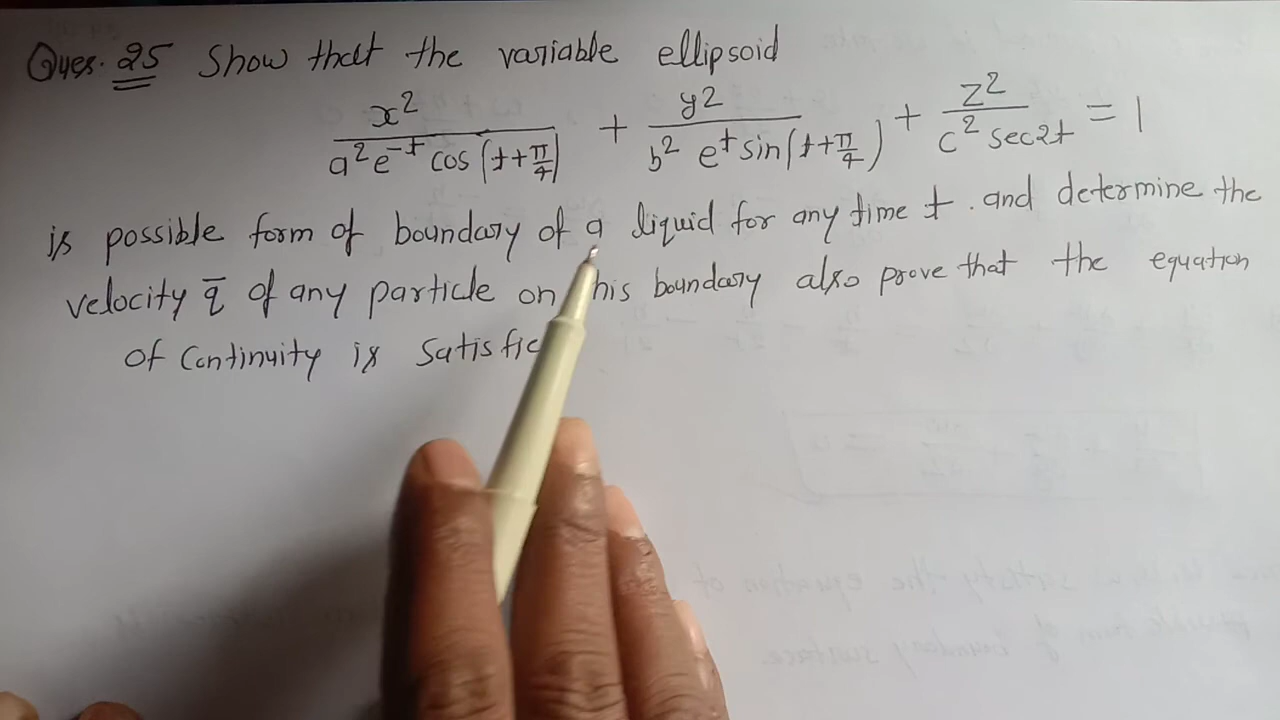 Ques. 25 Show that the variable ellipsoid
x²/(a²e⁻ᵗ cos(t+π/4)) + y²/(b² eᵗ sin(t+π/4)) + z²/(c² sec2t) = 1
is possible form of boundary of a liquid for any time t . and determine the
velocity q̄ of any particle on his boundary also prove that the equation
of Continuity is Satisfie